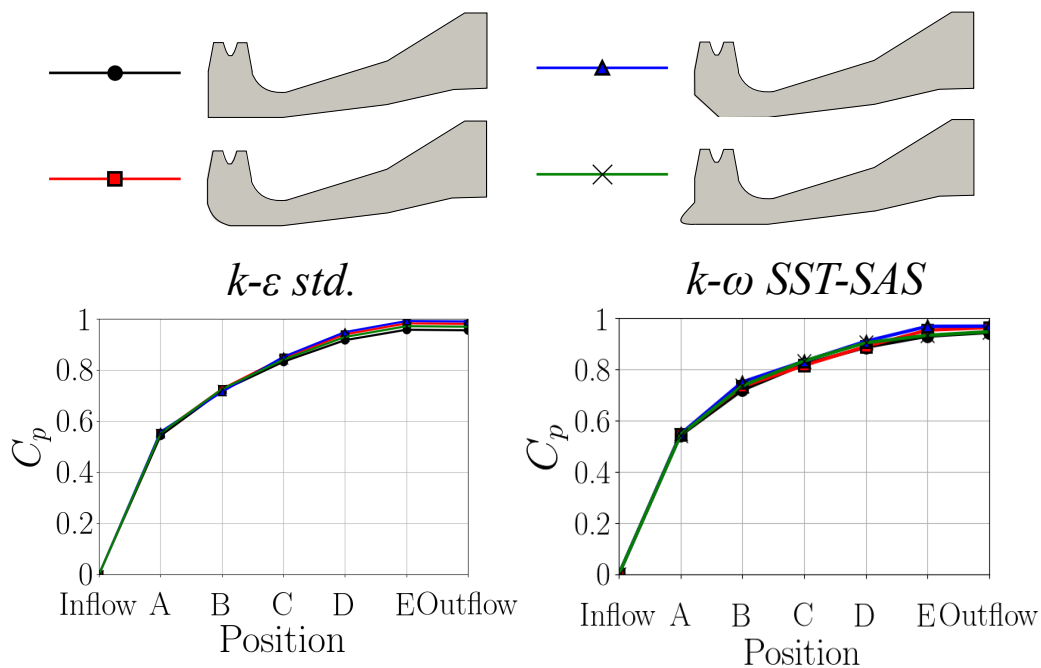 k-ε std.
k-ω SST-SAS
1
0.8
0.6
0.4
0.2
0
C_p
Inflow A B C D E Outflow
Position
1
0.8
0.6
0.4
0.2
0
C_p
Inflow A B C D E Outflow
Position